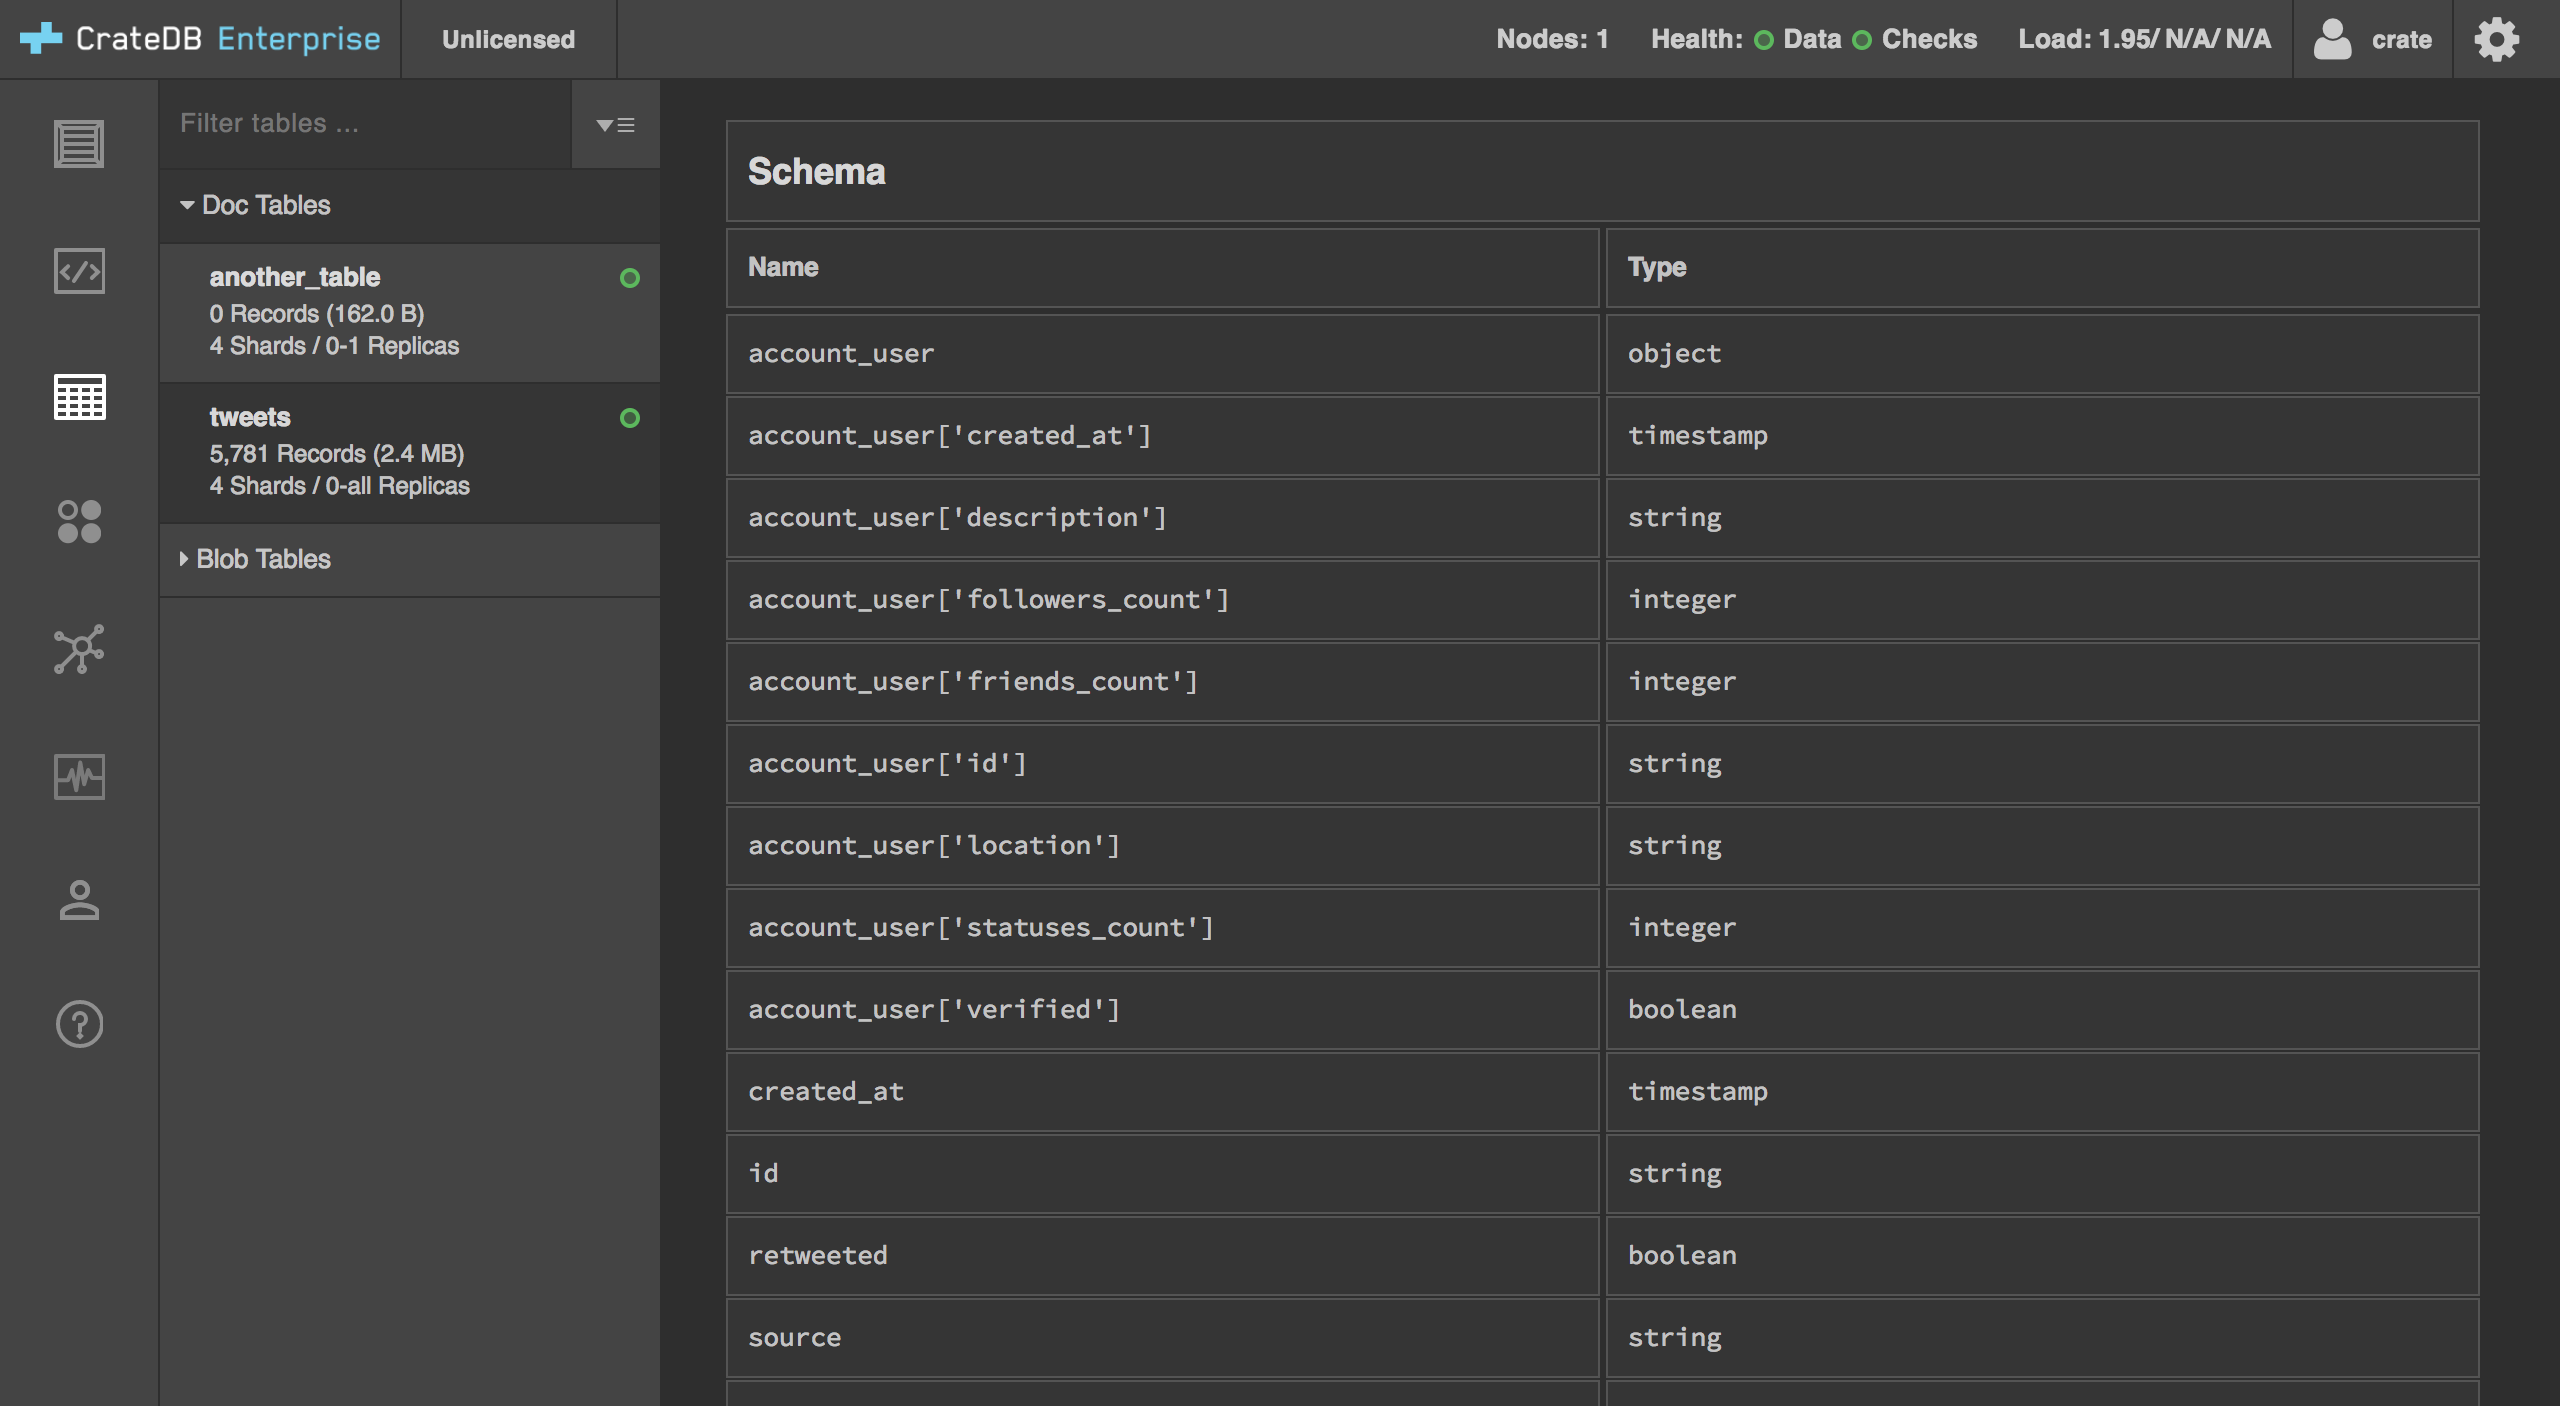 CrateDB Enterprise
Unlicensed
Nodes: 1
Health: Data Checks
Load: 1.95/ N/A/ N/A
crate
Filter tables ...
Doc Tables
another_table
0 Records (162.0 B)
4 Shards / 0-1 Replicas
tweets
5,781 Records (2.4 MB)
4 Shards / 0-all Replicas
Blob Tables
Schema
Name Type
account_user object
account_user['created_at'] timestamp
account_user['description'] string
account_user['followers_count'] integer
account_user['friends_count'] integer
account_user['id'] string
account_user['location'] string
account_user['statuses_count'] integer
account_user['verified'] boolean
created_at timestamp
id string
retweeted boolean
source string